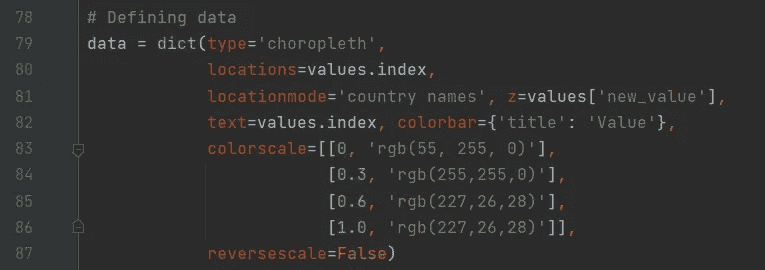 78 # Defining data
79 data = dict(type='choropleth',
80 locations=values.index,
81 locationmode='country names', z=values['new_value'],
82 text=values.index, colorbar={'title': 'Value'},
83 colorscale=[[0, 'rgb(55, 255, 0)'],
84 [0.3, 'rgb(255,255,0)'],
85 [0.6, 'rgb(227,26,28)'],
86 [1.0, 'rgb(227,26,28)']],
87 reversescale=False)